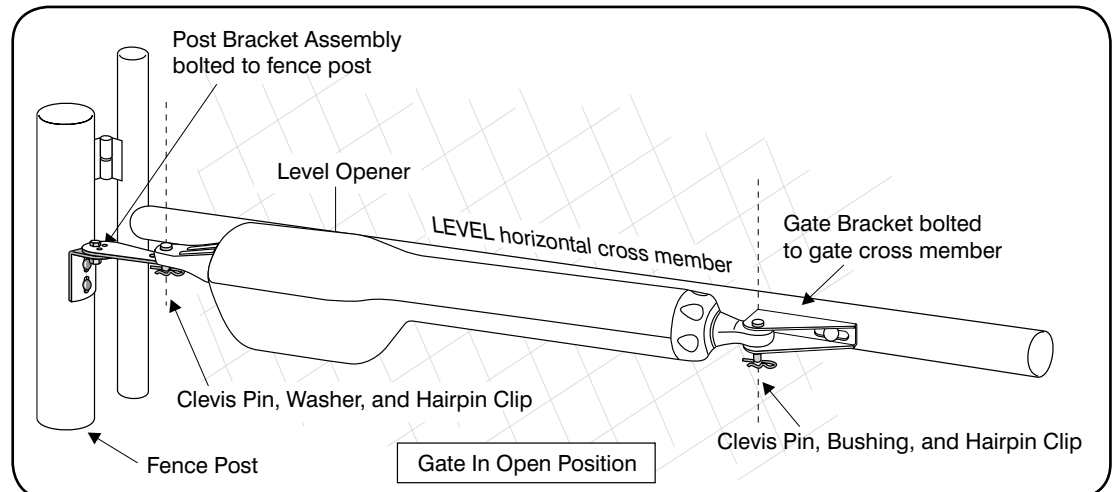 Post Bracket Assembly
bolted to fence post
Level Opener
LEVEL horizontal cross member
Gate Bracket bolted
to gate cross member
Clevis Pin, Washer, and Hairpin Clip
Clevis Pin, Bushing, and Hairpin Clip
Fence Post
Gate In Open Position